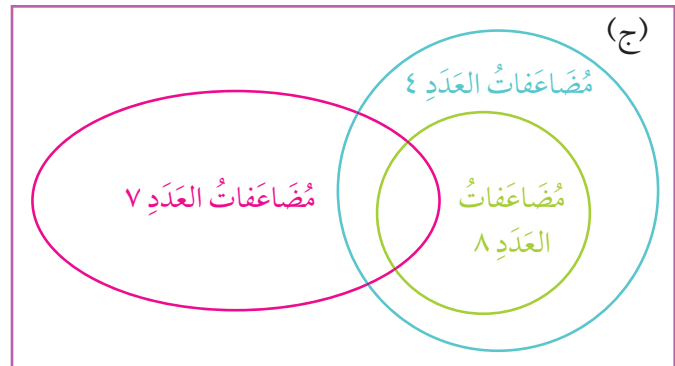 (ج)
مُضَاعَفاتُ العَدَدِ ٤
مُضَاعَفاتُ
العَدَدِ ٨
مُضَاعَفاتُ العَدَدِ ٧